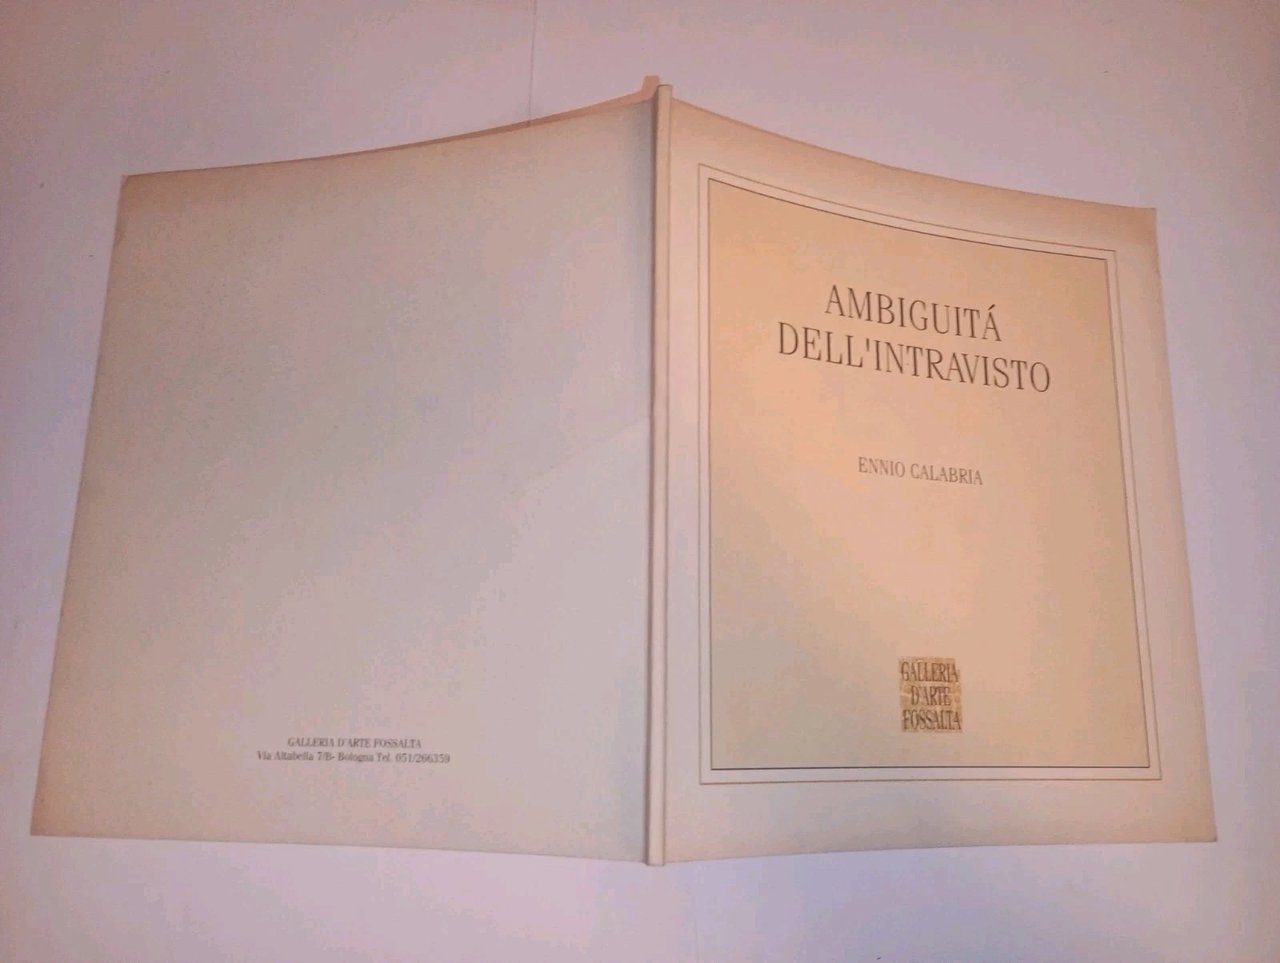 AMBIGUITÁ
DELL'INTRAVISTO
ENNIO CALABRIA
GALLERIA
D'ARTE
FOSSALTA
GALLERIA D'ARTE FOSSALTA
Via Altabella 7/B- Bologna Tel. 051/266359